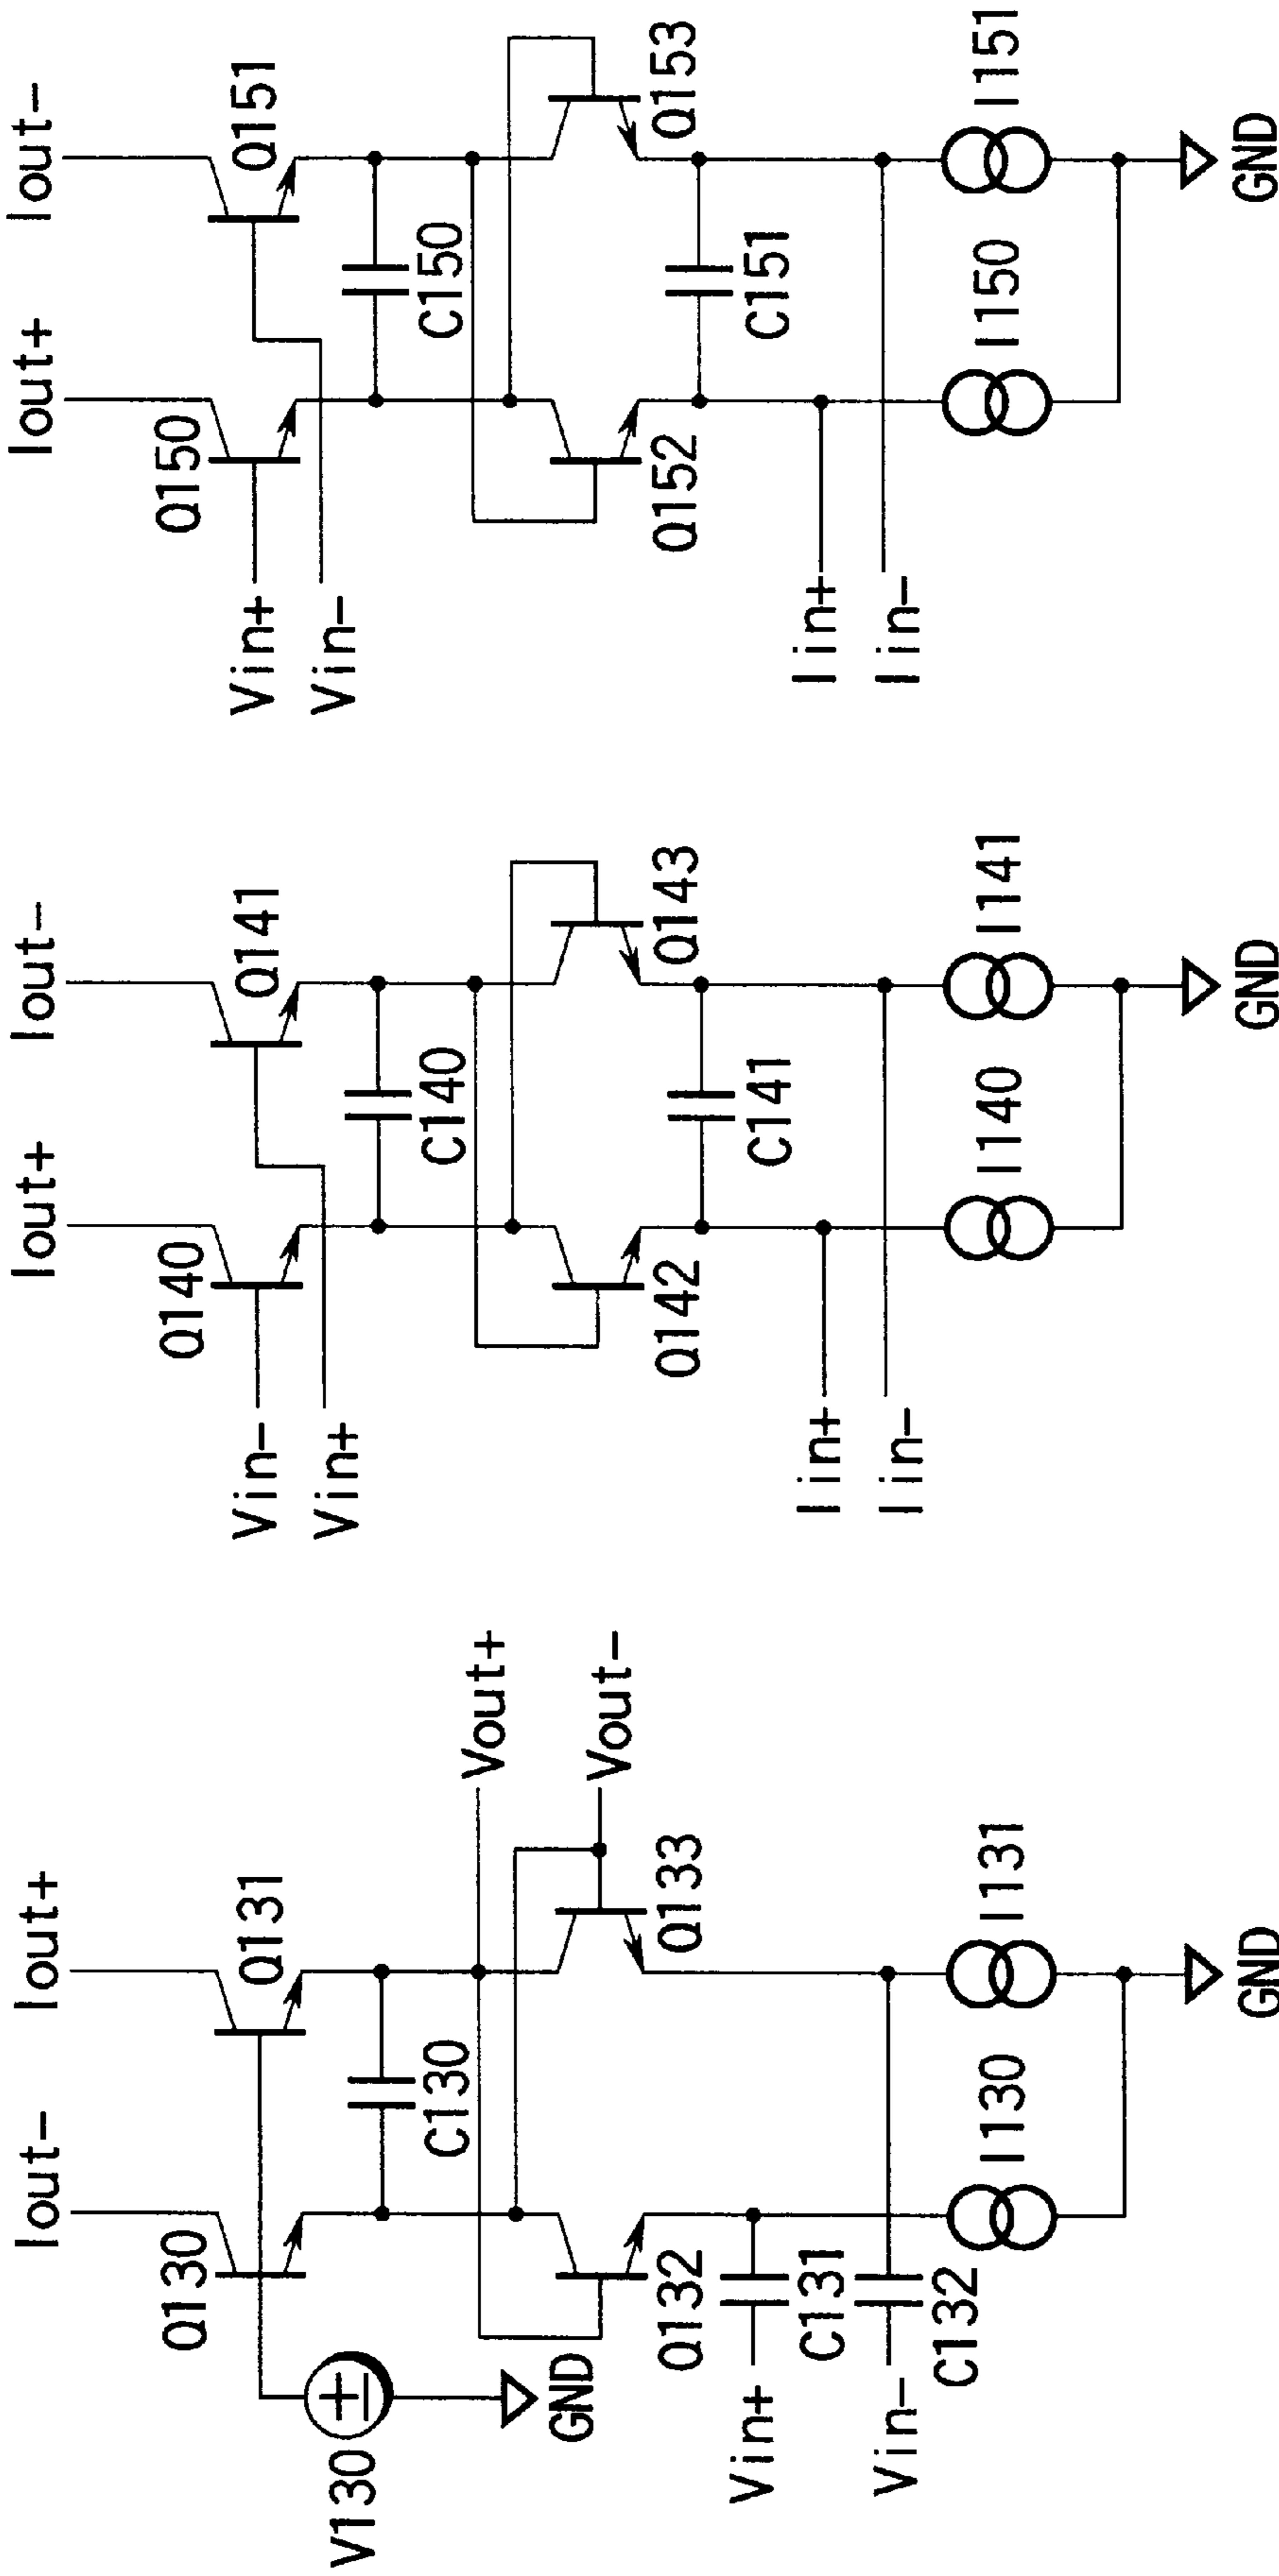 Iout-
Iout+
Q130
Q131
V130
GND
C130
Vout+
Vout-
Q132
Q133
Vin+
C131
Vin-
C132
I130
I131
GND
Iout+
Iout-
Q140
Q141
Vin-
Vin+
C140
Q142
Q143
C141
Iin+
Iin-
I140
I141
GND
Iout+
Iout-
Q150
Q151
Vin+
Vin-
C150
Q152
Q153
C151
Iin+
Iin-
I150
I151
GND